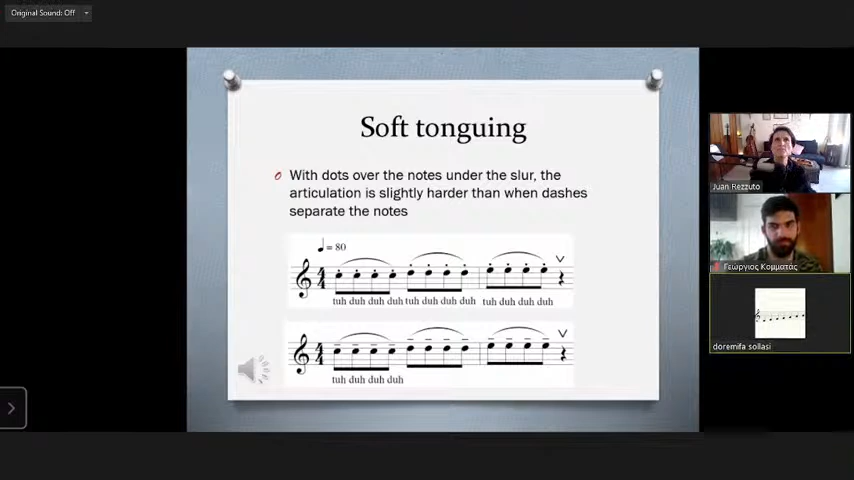 Original Sound: Off
Soft tonguing
With dots over the notes under the slur, the
articulation is slightly harder than when dashes
separate the notes
= 80
tuh duh duh duh tuh duh duh duh tuh duh duh duh
tuh duh duh duh
Juan Rezzuto
Γεώργιος Κομματάς
doremifa sollasi